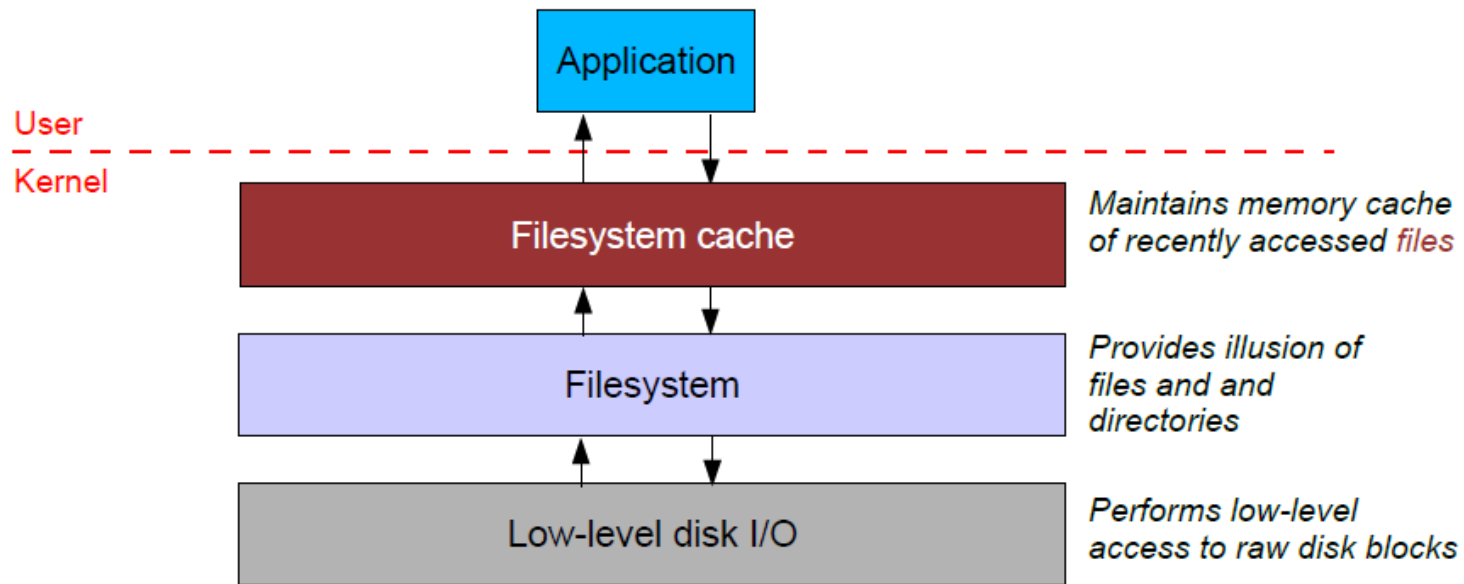 Application
User
Kernel
Filesystem cache
Maintains memory cache
of recently accessed files
Filesystem
Provides illusion of
files and and
directories
Low-level disk I/O
Performs low-level
access to raw disk blocks